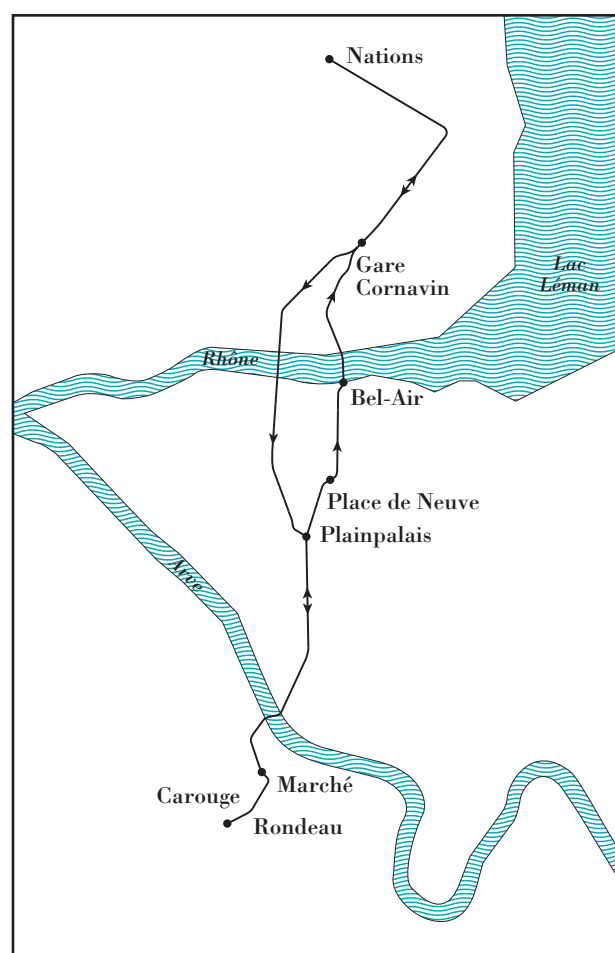 Nations
Gare
Cornavin
Lac
Léman
Rhône
Bel-Air
Place de Neuve
Plainpalais
Arve
Marché
Carouge
Rondeau